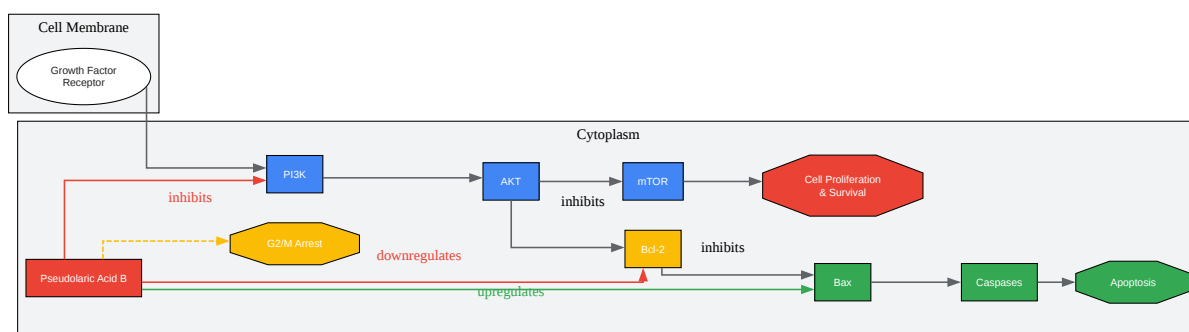 Cell Membrane
Growth Factor
Receptor
Cytoplasm
PI3K
AKT
mTOR
Cell Proliferation
& Survival
inhibits
inhibits
G2/M Arrest
downregulates
Bcl-2
inhibits
Pseudolaric Acid B
upregulates
Bax
Caspases
Apoptosis